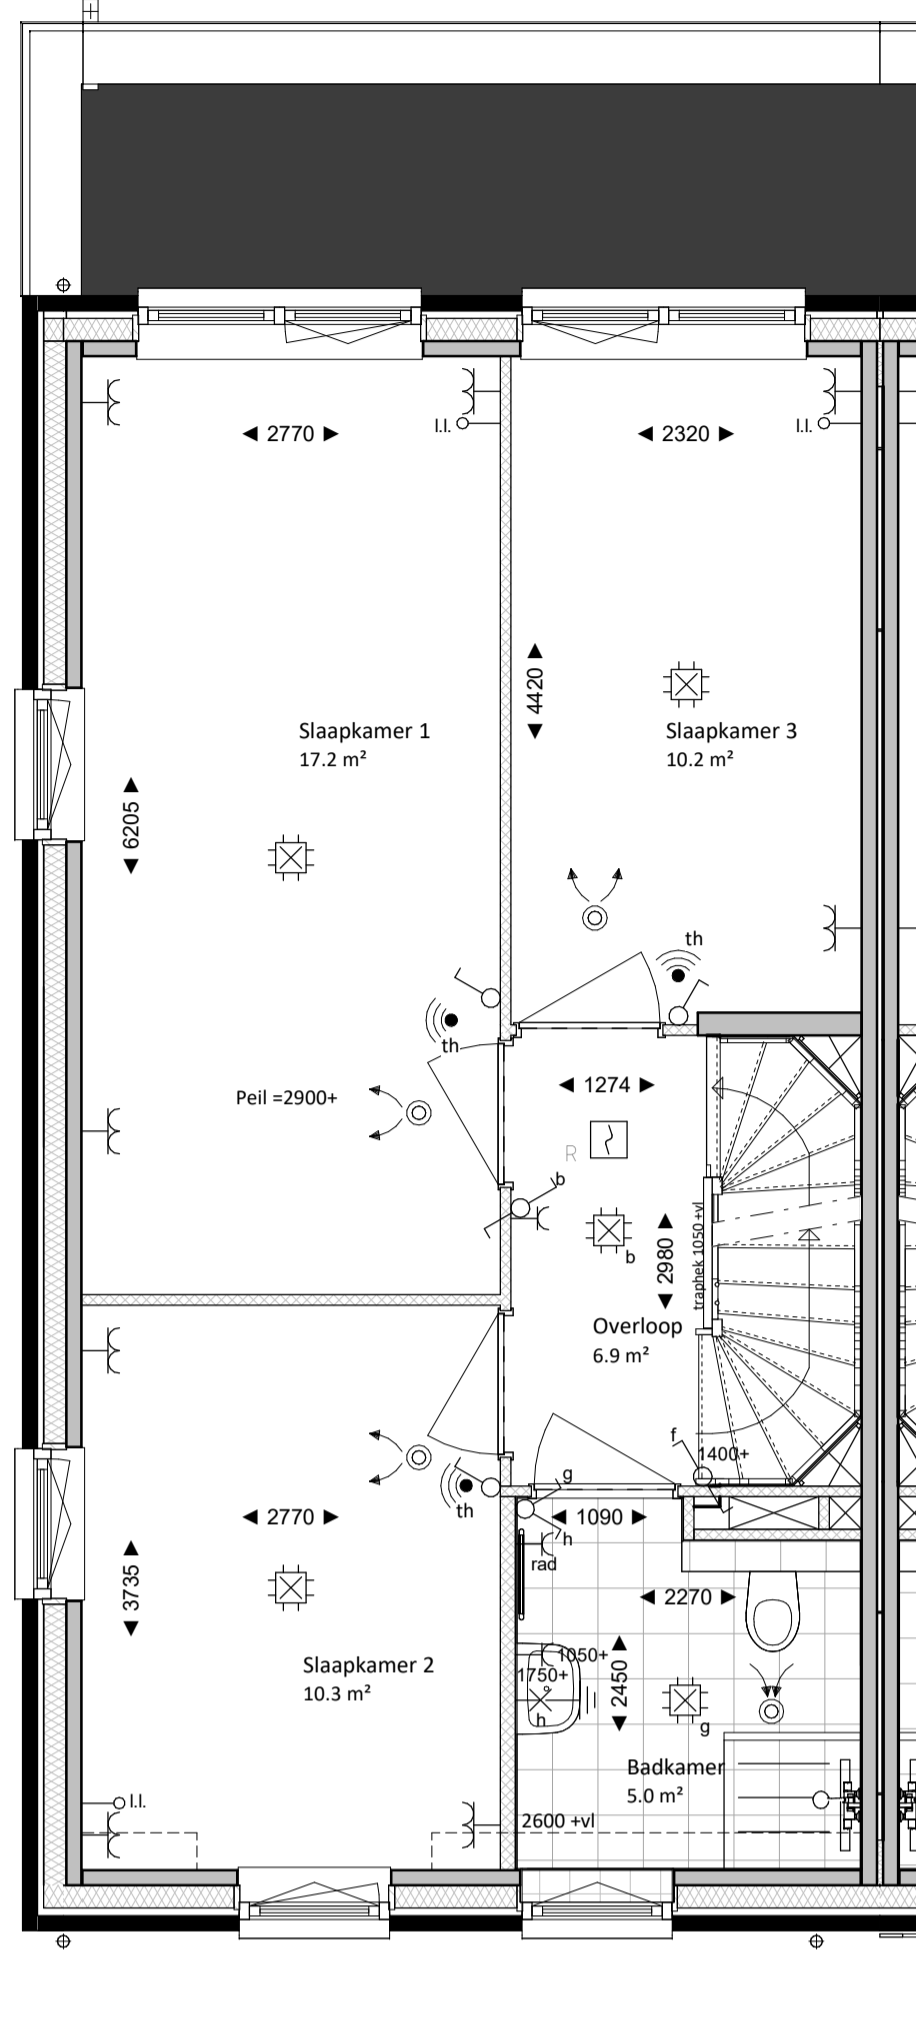 l.l.
l.l.
2770
2320
4420
Slaapkamer 1
17.2 m²
Slaapkamer 3
10.2 m²
6205
th
th
Peil =2900+
1274
R
b
b
2980
traphek 1050 +vl
Overloop
6.9 m²
f
1400+
g
th
2770
1090
h
rad
3735
2270
1050+
1750+
2450
Slaapkamer 2
10.3 m²
h
g
Badkamer
5.0 m²
l.l.
2600 +vl